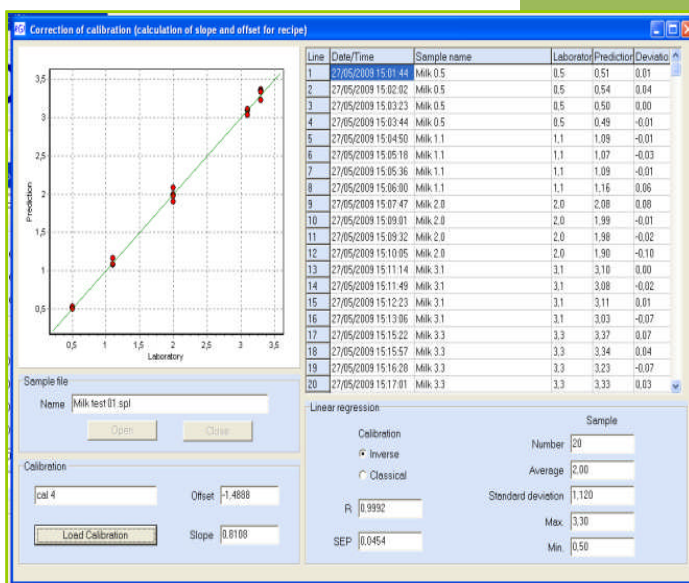 Correction of calibration (calculation of slope and offset for recipe)
3,5
3
2,5
2
1,5
1
0,5
Prediction
0,5 1 1,5 2 2,5 3 3,5
Laboratory
Line Date/Time Sample name Laborator Prediction Deviatio
1 27/05/2009 15:01:44 Milk 0.5 0,5 0,51 0,01
2 27/05/2009 15:02:02 Milk 0.5 0,5 0,54 0,04
3 27/05/2009 15:03:23 Milk 0.5 0,5 0,50 0,00
4 27/05/2009 15:03:44 Milk 0.5 0,5 0,49 -0,01
5 27/05/2009 15:04:50 Milk 1.1 1,1 1,09 -0,01
6 27/05/2009 15:05:18 Milk 1.1 1,1 1,07 -0,03
7 27/05/2009 15:05:36 Milk 1.1 1,1 1,09 -0,01
8 27/05/2009 15:06:00 Milk 1.1 1,1 1,16 0,06
9 27/05/2009 15:07:47 Milk 2.0 2,0 2,08 0,08
10 27/05/2009 15:09:01 Milk 2.0 2,0 1,99 -0,01
11 27/05/2009 15:09:32 Milk 2.0 2,0 1,98 -0,02
12 27/05/2009 15:10:05 Milk 2.0 2,0 1,90 -0,10
13 27/05/2009 15:11:14 Milk 3.1 3,1 3,10 0,00
14 27/05/2009 15:11:49 Milk 3.1 3,1 3,08 -0,02
15 27/05/2009 15:12:23 Milk 3.1 3,1 3,11 0,01
16 27/05/2009 15:13:06 Milk 3.1 3,1 3,03 -0,07
17 27/05/2009 15:15:22 Milk 3.3 3,3 3,37 0,07
18 27/05/2009 15:15:57 Milk 3.3 3,3 3,34 0,04
19 27/05/2009 15:16:28 Milk 3.3 3,3 3,23 -0,07
20 27/05/2009 15:17:01 Milk 3.3 3,3 3,33 0,03
Sample file
Name Milk test 01.spl
Open Close
Calibration
cal 4 Offset -1,4888
Load Calibration Slope 0,8108
Linear regression
Calibration
Inverse
Classical
R 0,9992
SEP 0,0454
Sample
Number 20
Average 2,00
Standard deviation 1,120
Max. 3,30
Min. 0,50